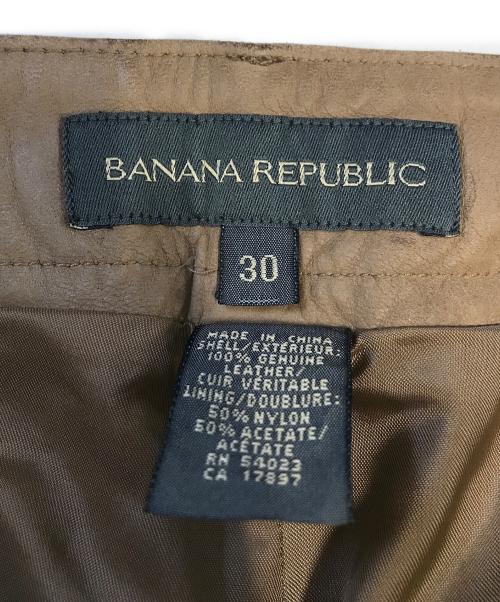 BANANA REPUBLIC
30
MADE IN CHINA
SHELL/EXTÉRIEUR:
100% GENUINE
LEATHER/
CUIR VÉRITABLE
LINING/DOUBLURE:
50% NYLON
50% ACETATE/
ACÉTATE
RN 54023
CA 17897